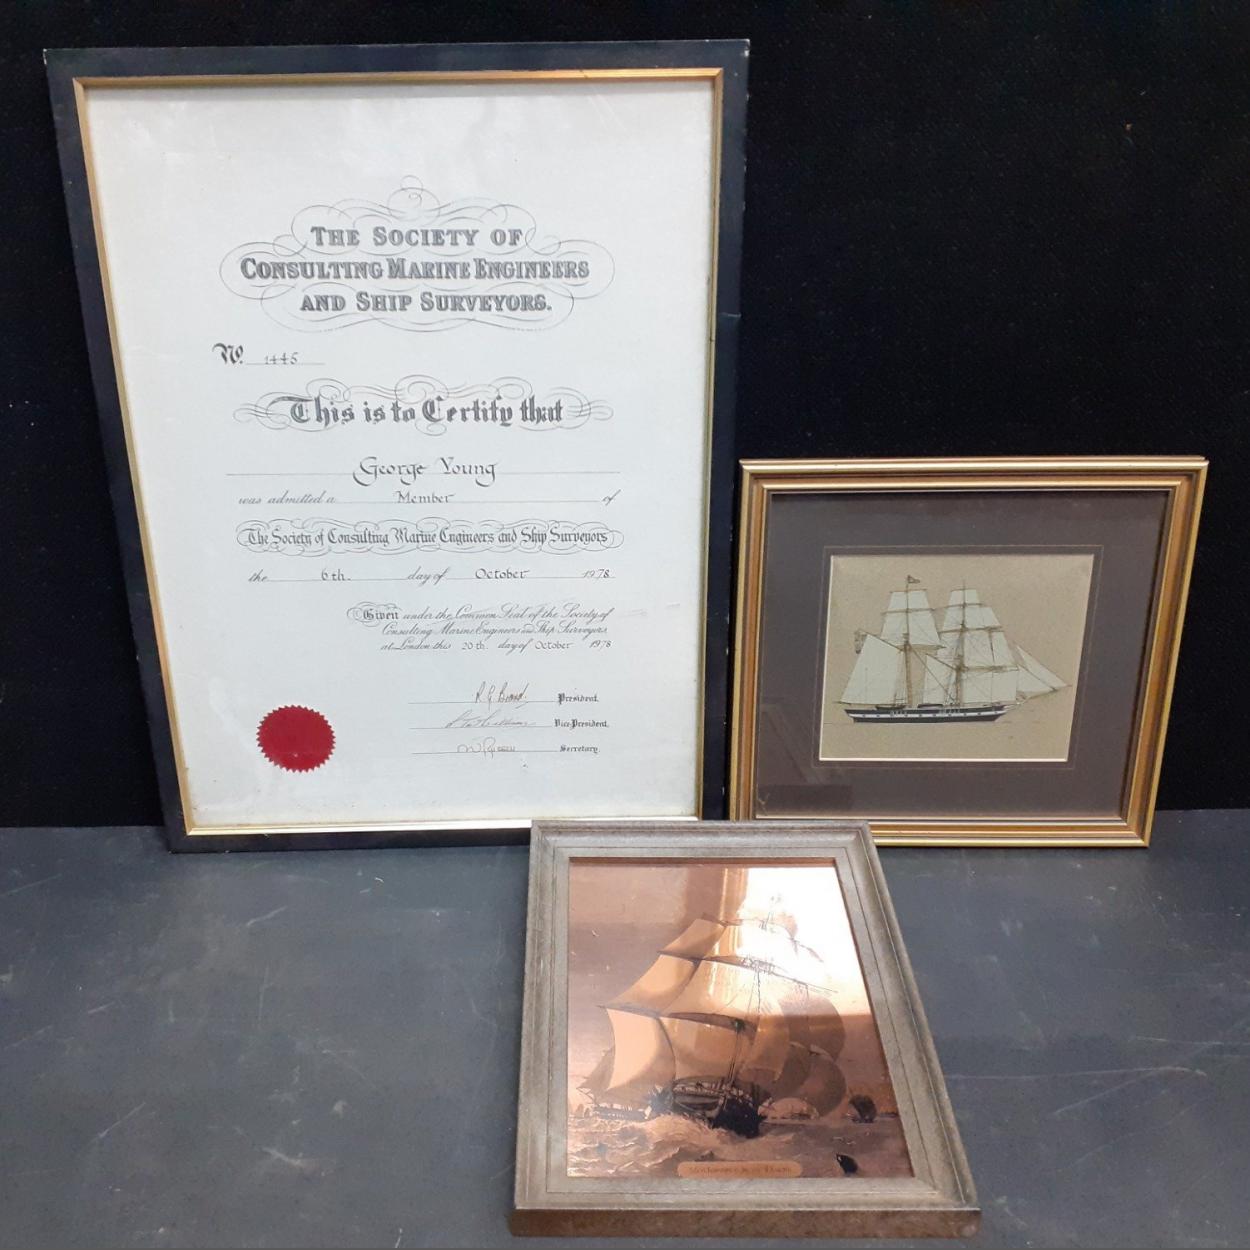 THE SOCIETY OF
CONSULTING MARINE ENGINEERS
AND SHIP SURVEYORS.
No. 1445
This is to Certify that
George Young
was admitted a Member of
The Society of Consulting Marine Engineers and Ship Surveyors
the 6th. day of October 1978
Given under the Common Seal of the Society of
Consulting Marine Engineers and Ship Surveyors
at London this 20th. day of October 1978
President.
Vice-President.
Secretary.